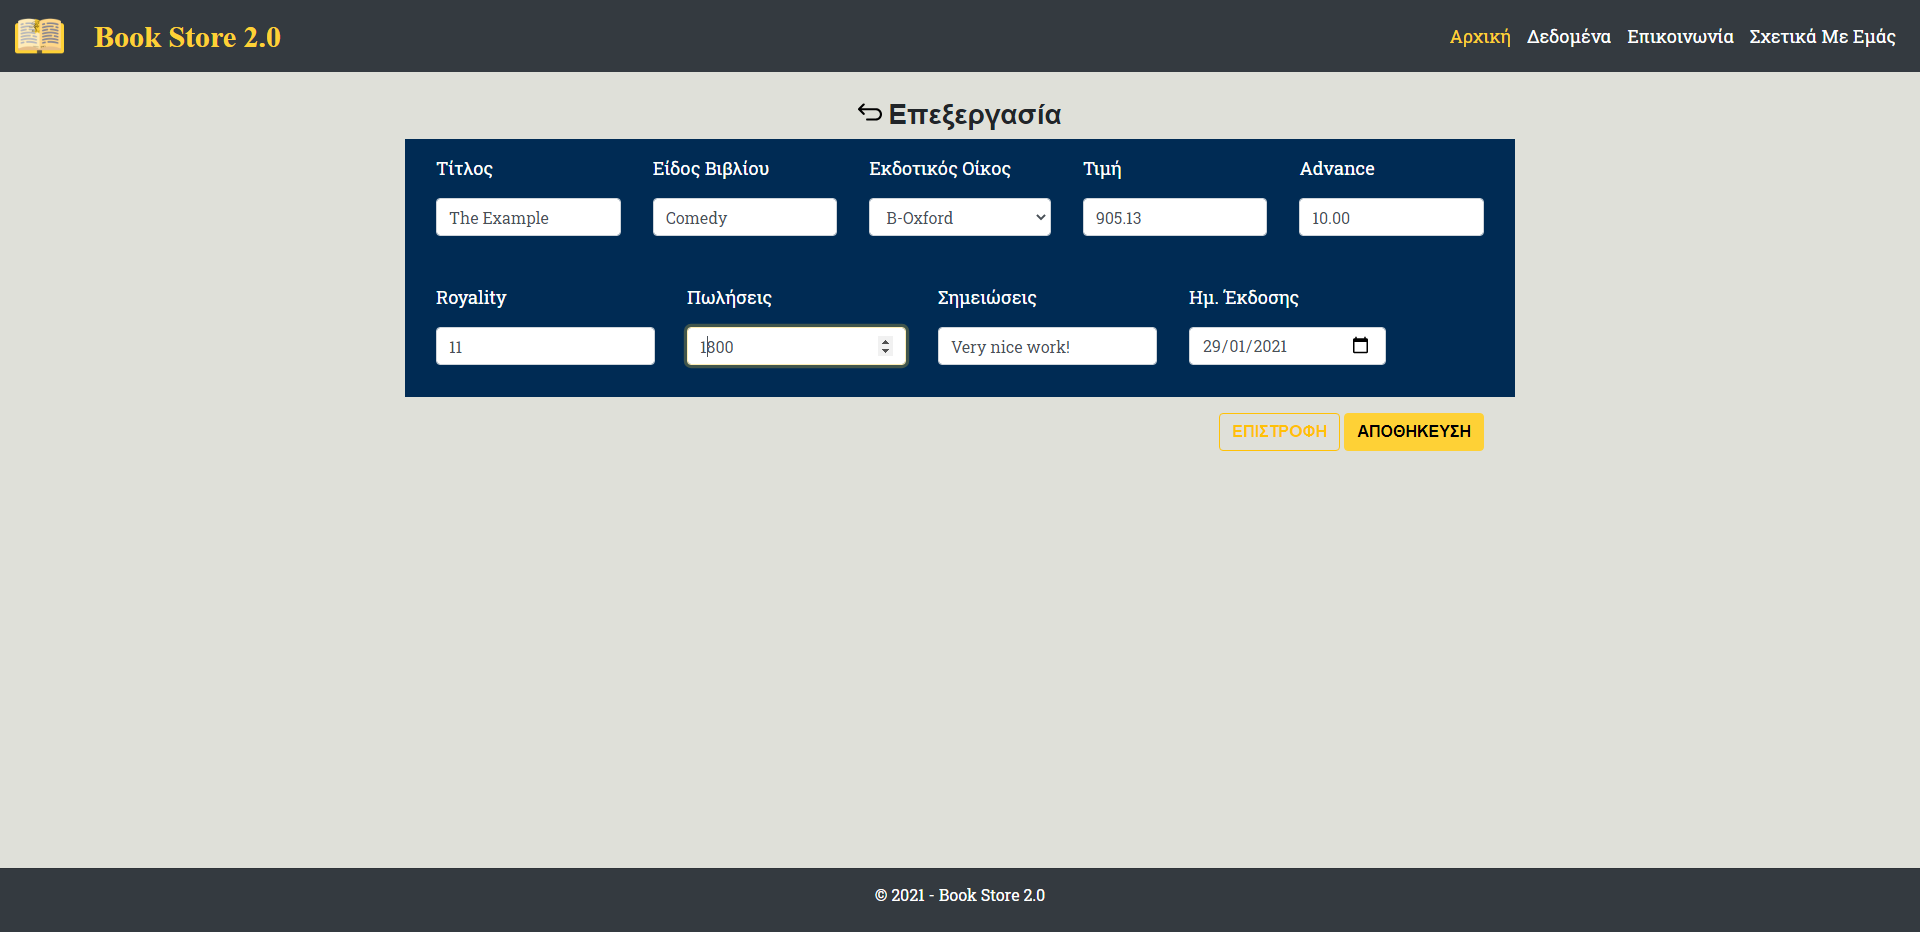 Book Store 2.0
Αρχική Δεδομένα Επικοινωνία Σχετικά Με Εμάς
Επεξεργασία
Τίτλος Είδος Βιβλίου Εκδοτικός Οίκος Τιμή Advance
The Example Comedy B-Oxford 905.13 10.00
Royality Πωλήσεις Σημειώσεις Ημ. Έκδοσης
11 1800 Very nice work! 29/01/2021
ΕΠΙΣΤΡΟΦΗ ΑΠΟΘΗΚΕΥΣΗ
© 2021 - Book Store 2.0